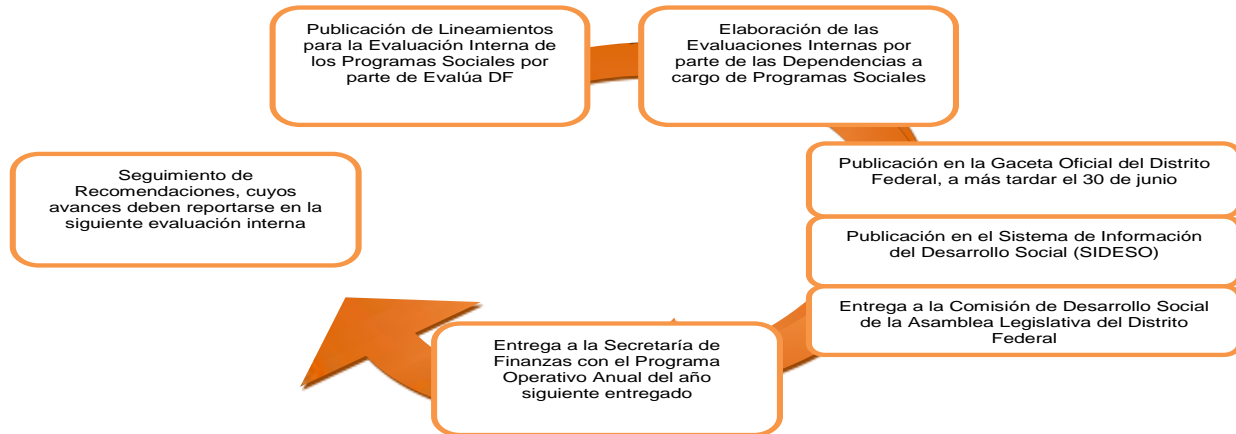 Publicación de Lineamientos
para la Evaluación Interna de
los Programas Sociales por
parte de Evalúa DF
Elaboración de las
Evaluaciones Internas por
parte de las Dependencias a
cargo de Programas Sociales
Publicación en la Gaceta Oficial del Distrito
Federal, a más tardar el 30 de junio
Publicación en el Sistema de Información
del Desarrollo Social (SIDESO)
Entrega a la Comisión de Desarrollo Social
de la Asamblea Legislativa del Distrito
Federal
Entrega a la Secretaría de
Finanzas con el Programa
Operativo Anual del año
siguiente entregado
Seguimiento de
Recomendaciones, cuyos
avances deben reportarse en la
siguiente evaluación interna